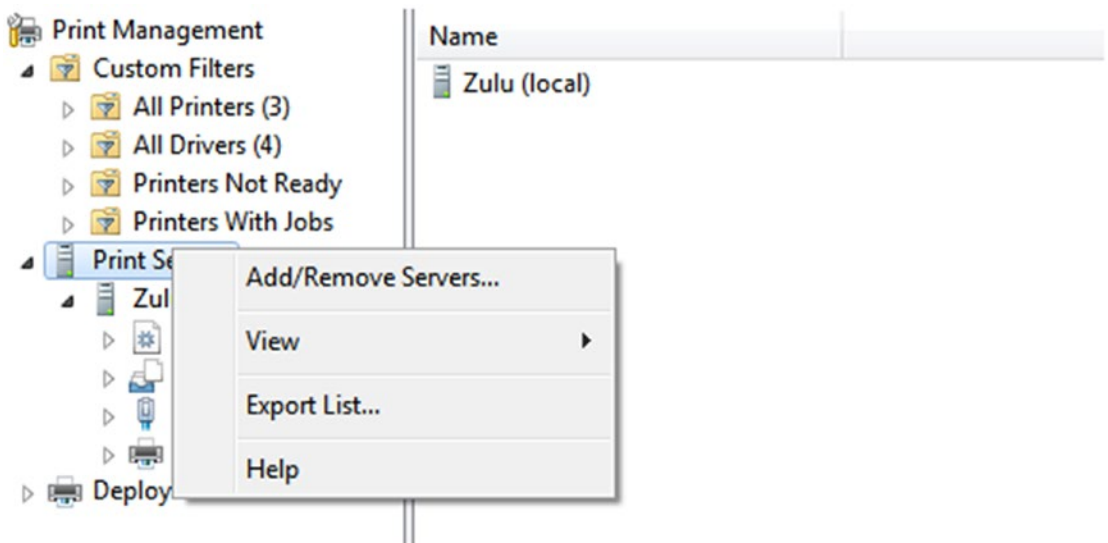 Print Management
Custom Filters
All Printers (3)
All Drivers (4)
Printers Not Ready
Printers With Jobs
Print Se
Zul
Deploy
Name
Zulu (local)
Add/Remove Servers...
View
Export List...
Help